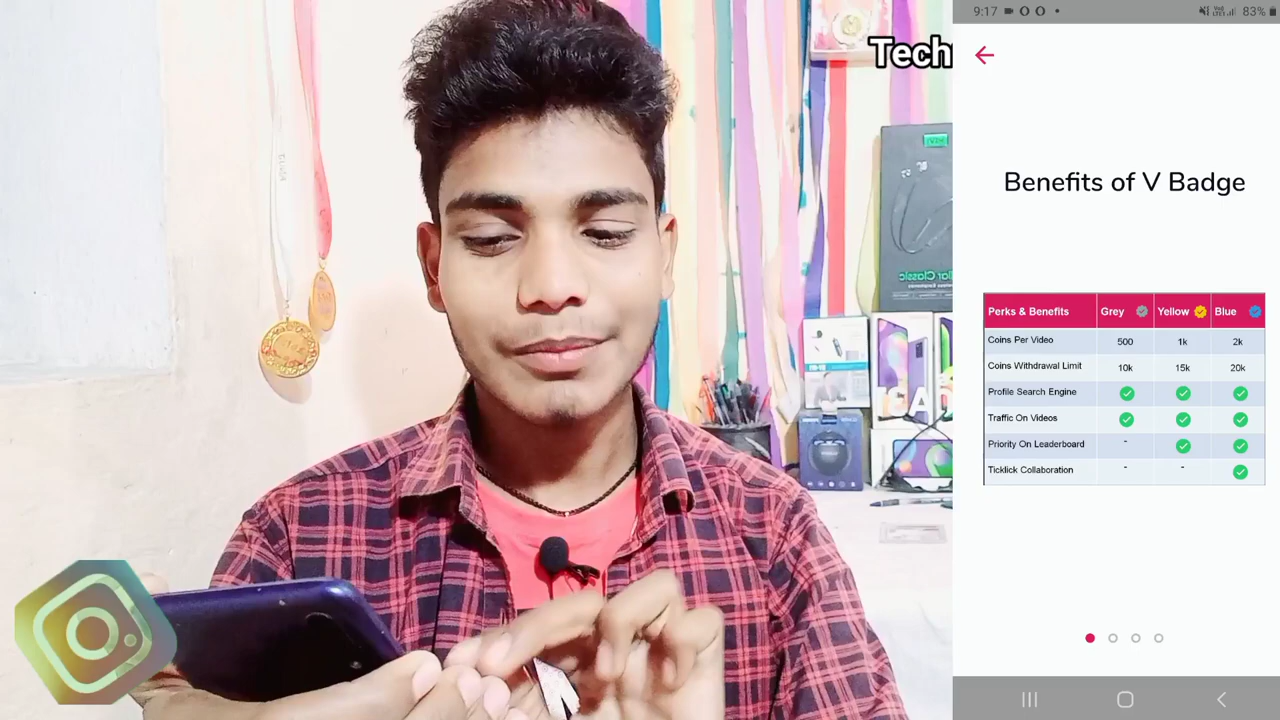 Tech
9:17
83%
Benefits of V Badge
Perks & Benefits Grey Yellow Blue
Coins Per Video 500 1k 2k
Coins Withdrawal Limit 10k 15k 20k
Profile Search Engine
Traffic On Videos
Priority On Leaderboard -
Ticklick Collaboration - -